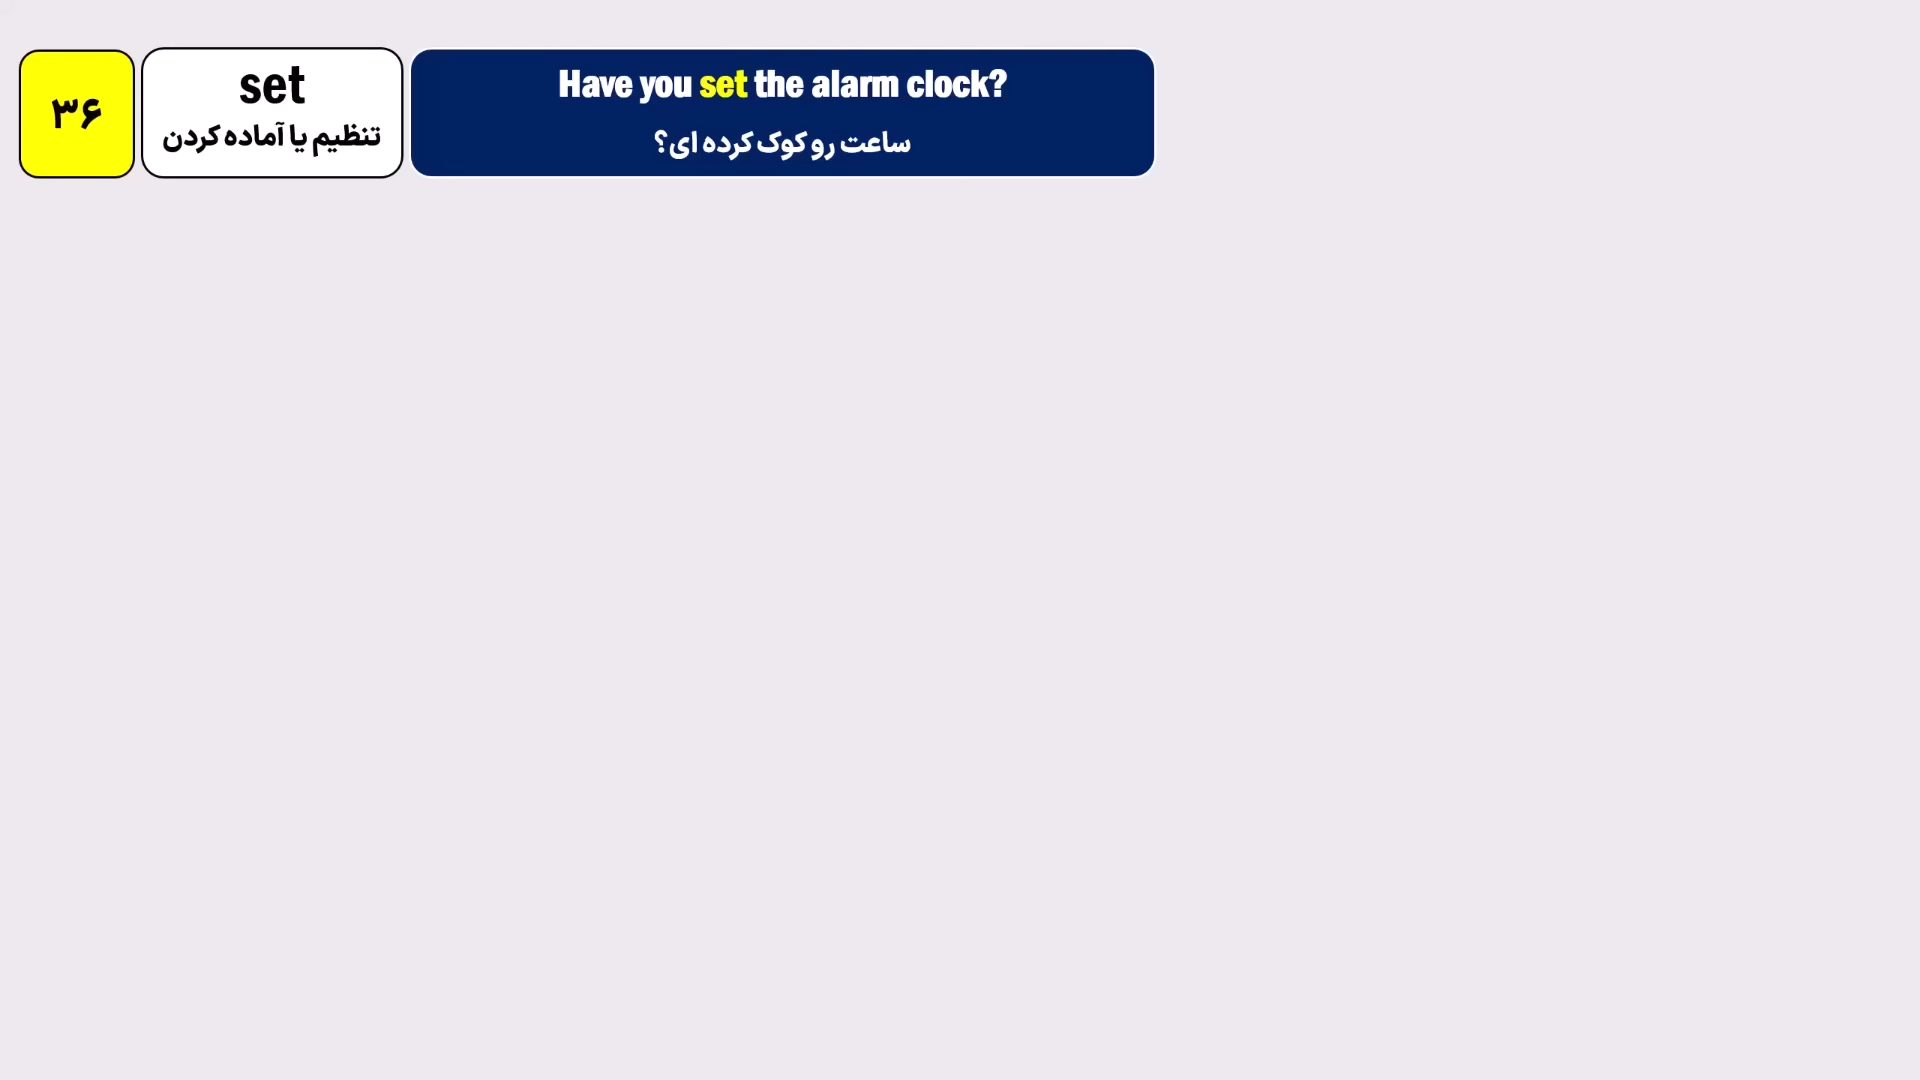 ۳۶
set
تنظیم یا آماده کردن
Have you set the alarm clock?
ساعت رو کوک کرده ای؟